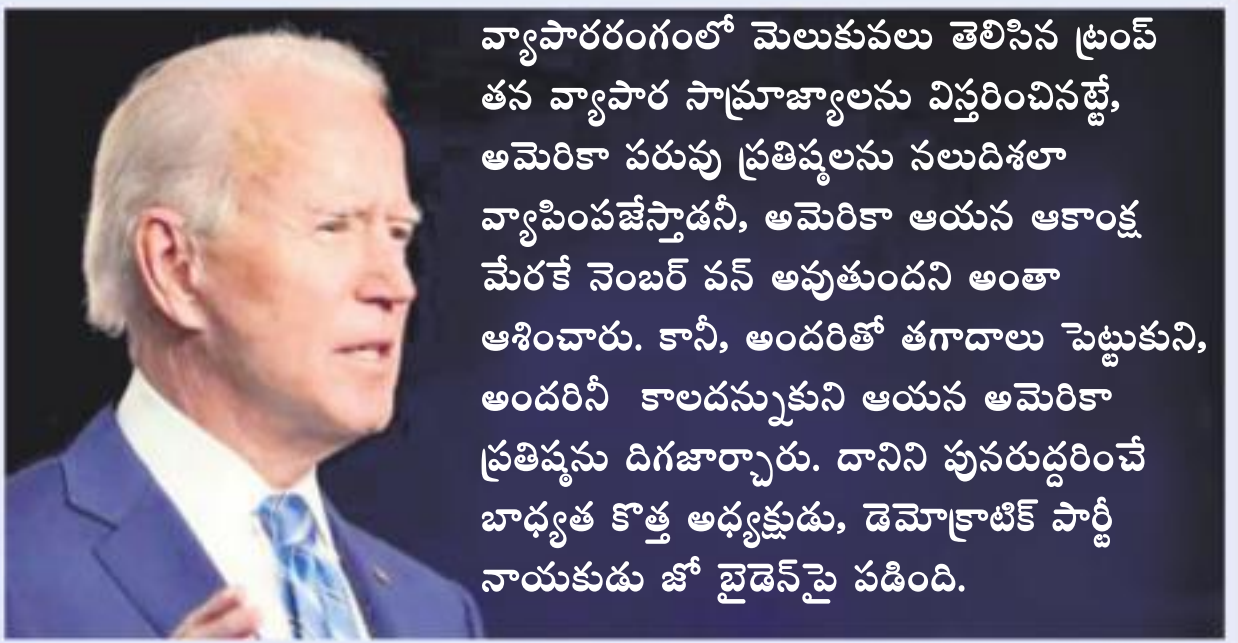 వ్యాపారరంగంలో మెలుకువలు తెలిసిన ట్రంప్
తన వ్యాపార సామ్రాజ్యాలను విస్తరించినట్టే,
అమెరికా పరువు ప్రతిష్ఠలను నలుదిశలా
వ్యాపింపజేస్తాడనీ, అమెరికా ఆయన ఆకాంక్ష
మేరకే నెంబర్ వన్ అవుతుందని అంతా
ఆశించారు. కానీ, అందరితో తగాదాలు పెట్టుకుని,
అందరినీ కాలదన్నుకుని ఆయన అమెరికా
ప్రతిష్ఠను దిగజార్చారు. దానిని పునరుద్దరించే
బాధ్యత కొత్త అధ్యక్షుడు, డెమోక్రాటిక్ పార్టీ
నాయకుడు జో బైడెన్‌పై పడింది.